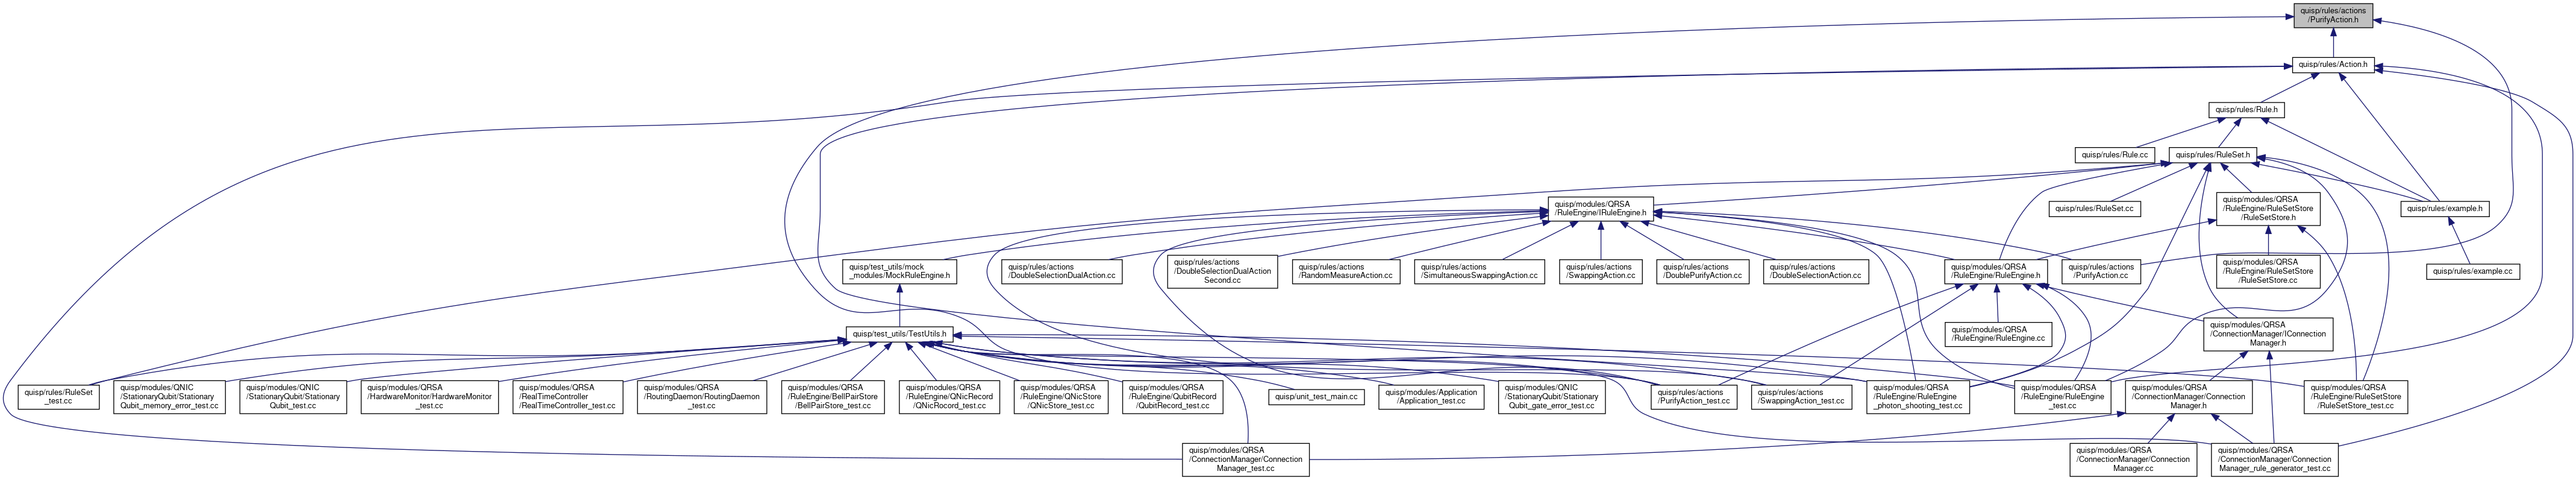 quisp/rules/actions
/PurifyAction.h
quisp/rules/Action.h
quisp/rules/Rule.h
quisp/rules/Rule.cc
quisp/rules/RuleSet.h
quisp/modules/QRSA
/RuleEngine/IRuleEngine.h
quisp/rules/RuleSet.cc
quisp/modules/QRSA
/RuleEngine/RuleSetStore
/RuleSetStore.h
quisp/rules/example.h
quisp/test_utils/mock
_modules/MockRuleEngine.h
quisp/rules/actions
/DoubleSelectionDualAction.cc
quisp/rules/actions
/DoubleSelectionDualAction
Second.cc
quisp/rules/actions
/RandomMeasureAction.cc
quisp/rules/actions
/SimultaneousSwappingAction.cc
quisp/rules/actions
/SwappingAction.cc
quisp/rules/actions
/DoublePurifyAction.cc
quisp/rules/actions
/DoubleSelectionAction.cc
quisp/modules/QRSA
/RuleEngine/RuleEngine.h
quisp/rules/actions
/PurifyAction.cc
quisp/modules/QRSA
/RuleEngine/RuleSetStore
/RuleSetStore.cc
quisp/rules/example.cc
quisp/test_utils/TestUtils.h
quisp/modules/QRSA
/RuleEngine/RuleEngine.cc
quisp/modules/QRSA
/ConnectionManager/IConnection
Manager.h
quisp/rules/RuleSet
_test.cc
quisp/modules/QNIC
/StationaryQubit/Stationary
Qubit_memory_error_test.cc
quisp/modules/QNIC
/StationaryQubit/Stationary
Qubit_test.cc
quisp/modules/QRSA
/HardwareMonitor/HardwareMonitor
_test.cc
quisp/modules/QRSA
/RealTimeController
/RealTimeController_test.cc
quisp/modules/QRSA
/RoutingDaemon/RoutingDaemon
_test.cc
quisp/modules/QRSA
/RuleEngine/BellPairStore
/BellPairStore_test.cc
quisp/modules/QRSA
/RuleEngine/QNicRecord
/QNicRocord_test.cc
quisp/modules/QRSA
/RuleEngine/QNicStore
/QNicStore_test.cc
quisp/modules/QRSA
/RuleEngine/QubitRecord
/QubitRecord_test.cc
quisp/unit_test_main.cc
quisp/modules/Application
/Application_test.cc
quisp/modules/QNIC
/StationaryQubit/Stationary
Qubit_gate_error_test.cc
quisp/rules/actions
/PurifyAction_test.cc
quisp/rules/actions
/SwappingAction_test.cc
quisp/modules/QRSA
/RuleEngine/RuleEngine
_photon_shooting_test.cc
quisp/modules/QRSA
/RuleEngine/RuleEngine
_test.cc
quisp/modules/QRSA
/ConnectionManager/Connection
Manager.h
quisp/modules/QRSA
/RuleEngine/RuleSetStore
/RuleSetStore_test.cc
quisp/modules/QRSA
/ConnectionManager/Connection
Manager_test.cc
quisp/modules/QRSA
/ConnectionManager/Connection
Manager.cc
quisp/modules/QRSA
/ConnectionManager/Connection
Manager_rule_generator_test.cc